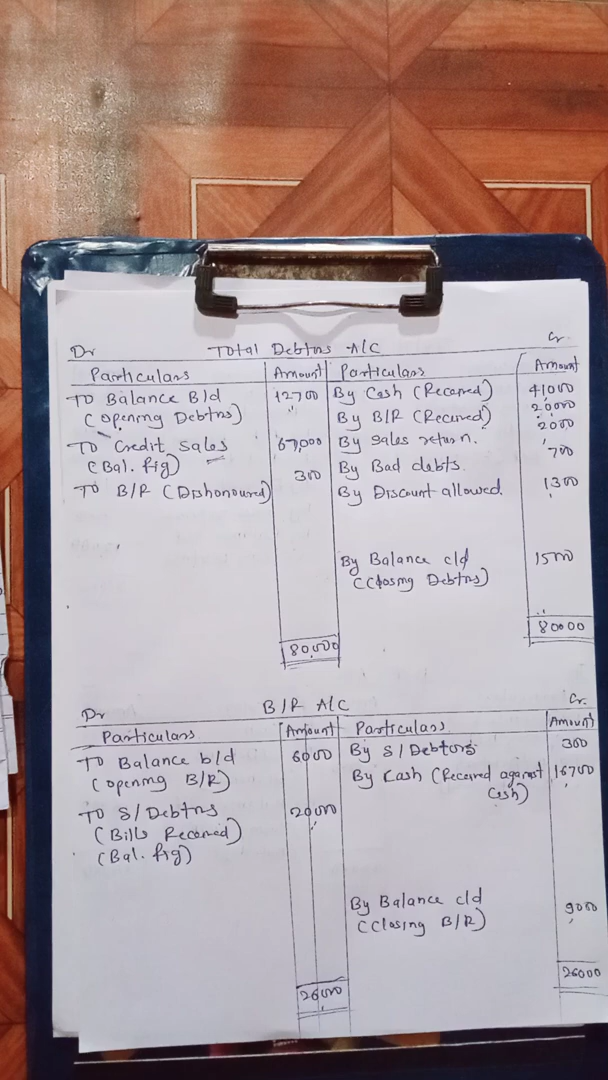 Dr Total Debtors A/C Cr.
Particulars Amount Particulars Amount
To Balance B/d 12700 By Cash (Received) 41000
(Opening Debtors) By B/R (Received) 20000
To Credit Sales 67,000 By Sales return. 2000
(Bal. fig) By Bad debts. 700
To B/R (Dishonoured) 300 By Discount allowed. 1300
By Balance c/d 15000
(Closing Debtors)
80,000 80000
Dr B/R A/C Cr.
Particulars Amount Particulars Amount
To Balance b/d 6000 By S/Debtors 300
(Opening B/R) By Cash (Received against 16700
Cash)
To S/Debtors 20000
(Bills Received)
(Bal. fig)
By Balance c/d 9000
(Closing B/R)
26000 26000